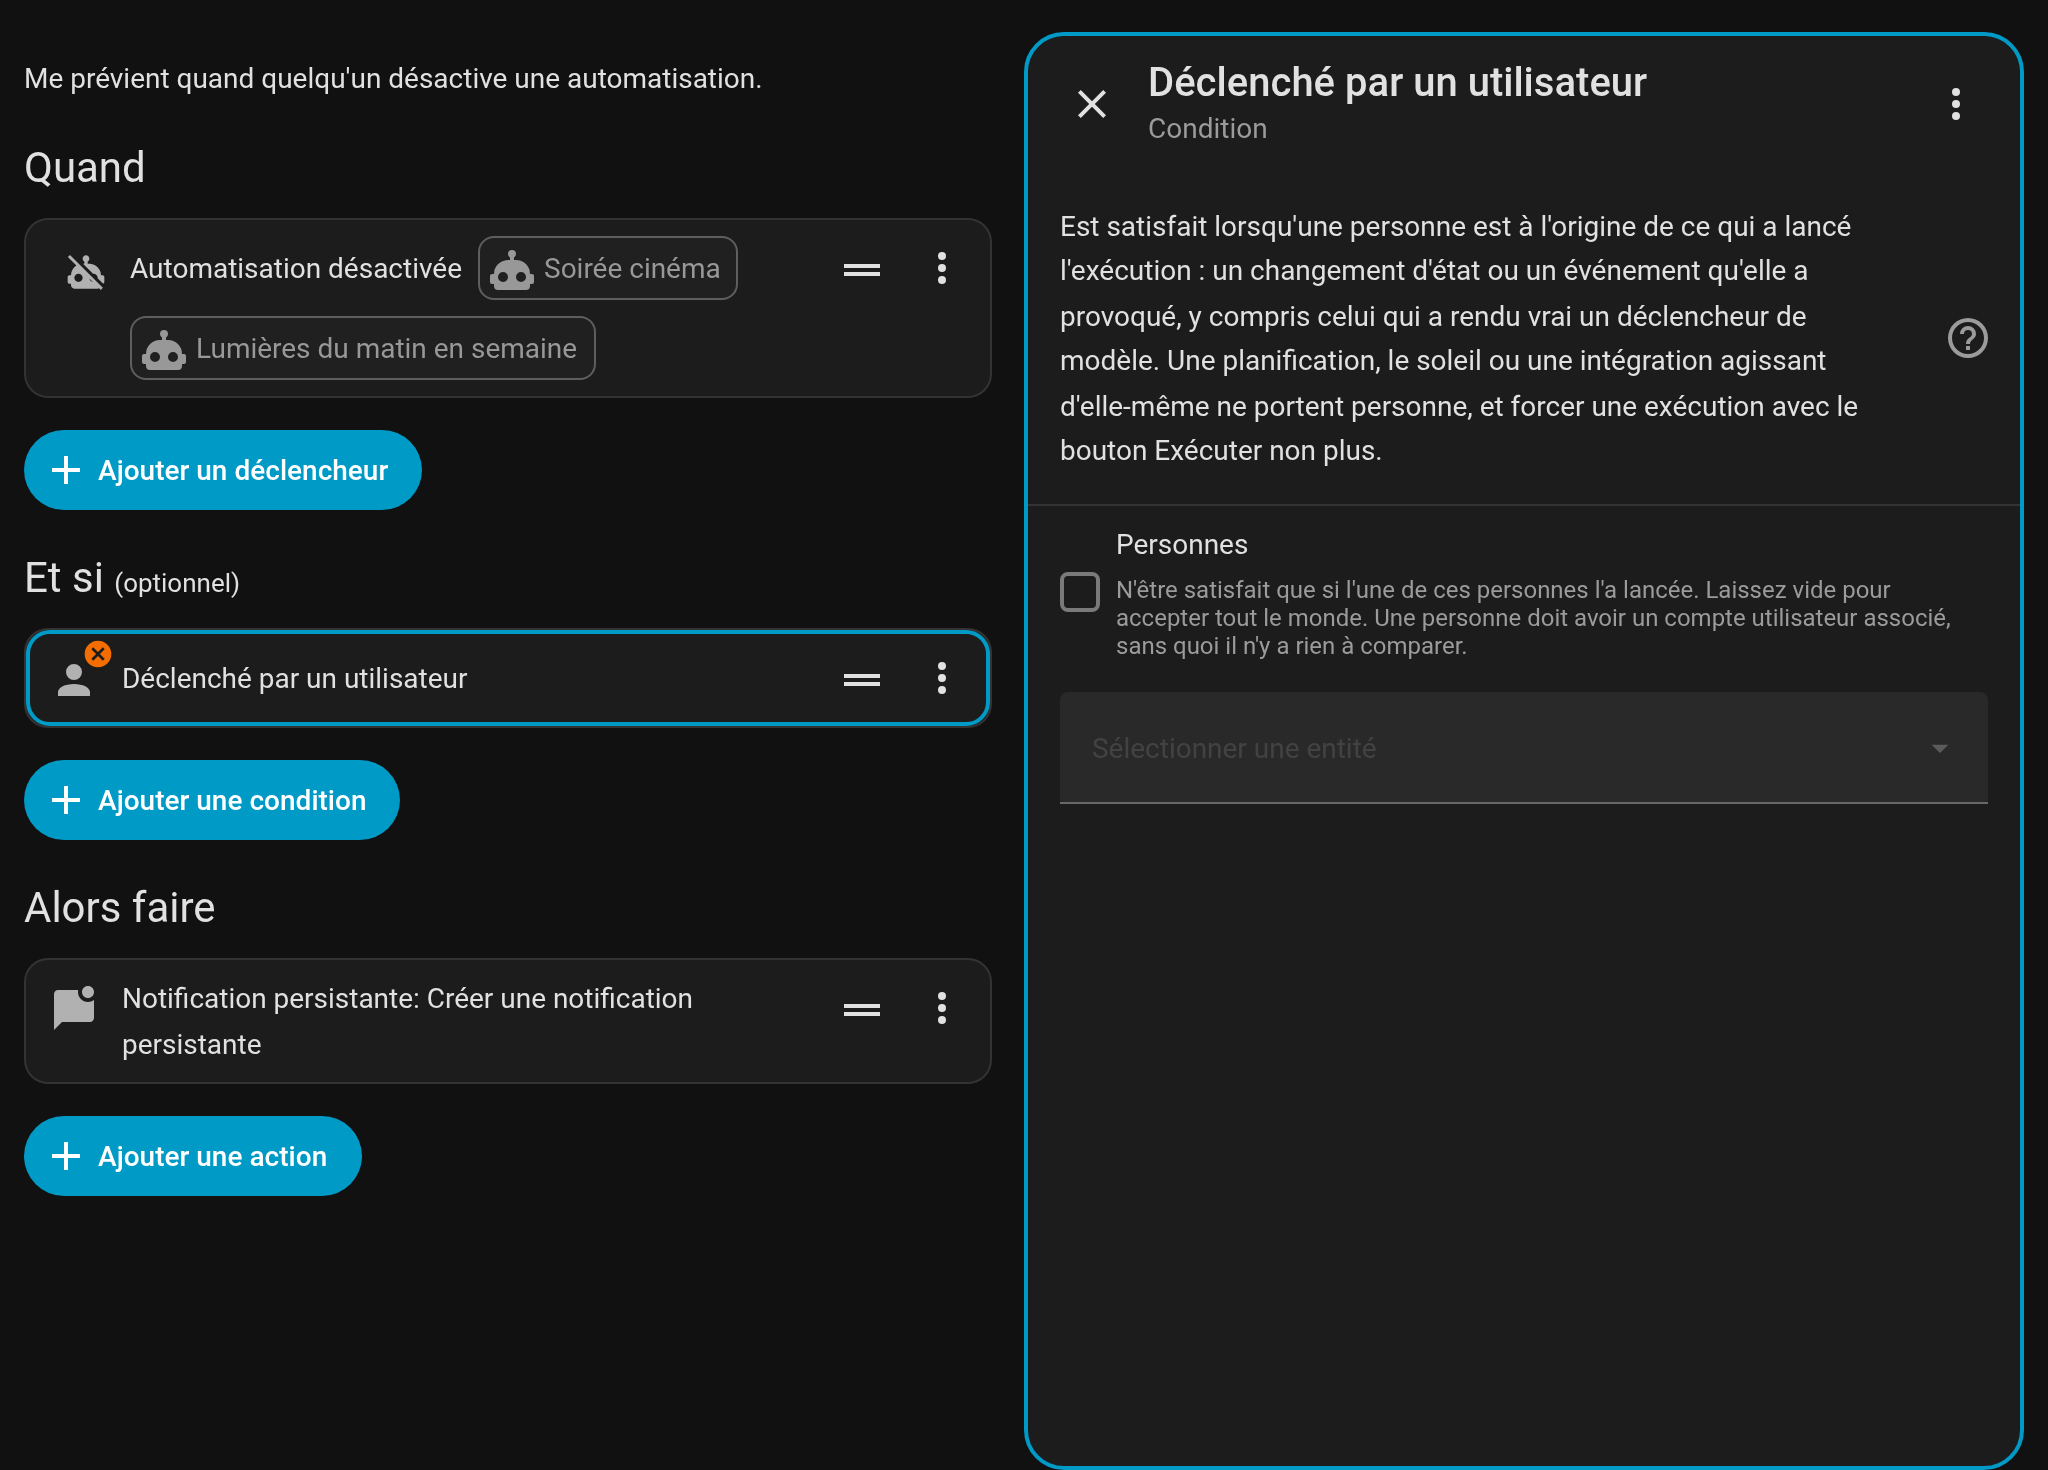 Me prévient quand quelqu'un désactive une automatisation.
Quand
Automatisation désactivée Soirée cinéma
Lumières du matin en semaine
Ajouter un déclencheur
Et si (optionnel)
Déclenché par un utilisateur
Ajouter une condition
Alors faire
Notification persistante: Créer une notification
persistante
Ajouter une action
Déclenché par un utilisateur
Condition
Est satisfait lorsqu'une personne est à l'origine de ce qui a lancé
l'exécution : un changement d'état ou un événement qu'elle a
provoqué, y compris celui qui a rendu vrai un déclencheur de
modèle. Une planification, le soleil ou une intégration agissant
d'elle-même ne portent personne, et forcer une exécution avec le
bouton Exécuter non plus.
Personnes
N'être satisfait que si l'une de ces personnes l'a lancée. Laissez vide pour
accepter tout le monde. Une personne doit avoir un compte utilisateur associé,
sans quoi il n'y a rien à comparer.
Sélectionner une entité